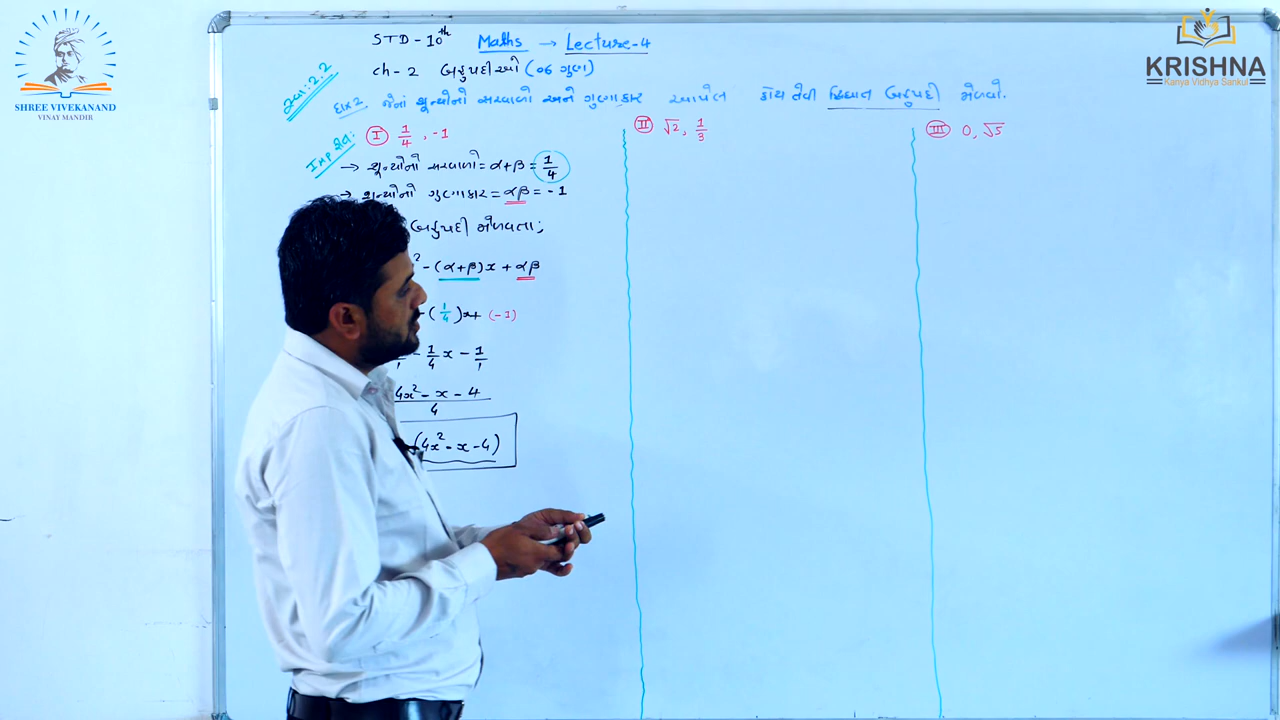 SHREE VIVEKANAND
VINAY MANDIR
KRISHNA
Kanya Vidhya Sankul
STD - 10th Maths → Lecture-4
ch - 2 બહુપદીઓ (06 ગુણ)
સ્વા: 2.2
દાખ 2. જેનાં શૂન્યોનો સરવાળો અને ગુણાકાર આપેલ હોય તેવી દ્વિઘાત બહુપદી મેળવો.
Imp
I 1/4 , -1
→ શૂન્યોનો સરવાળો = α+β = 1/4
→ શૂન્યોનો ગુણાકાર = αβ = -1
બહુપદી મેળવતા;
² - (α+β)x + αβ
(1/4)x + (-1)
- 1/4 x - 1/1
4x² - x - 4
4
(4x² - x - 4)
II √2, 1/3
III 0, √5